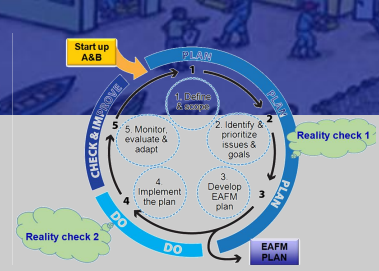 Start up
A&B
PLAN
1
1. Define
& scope
PLAN
2
2. Identify &
prioritize
issues &
goals
Reality check 1
PLAN
3
3.
Develop
EAFM
plan
EAFM
PLAN
DO
DO
4
4.
Implement
the plan
Reality check 2
CHECK & IMPROVE
5
5. Monitor,
evaluate &
adapt